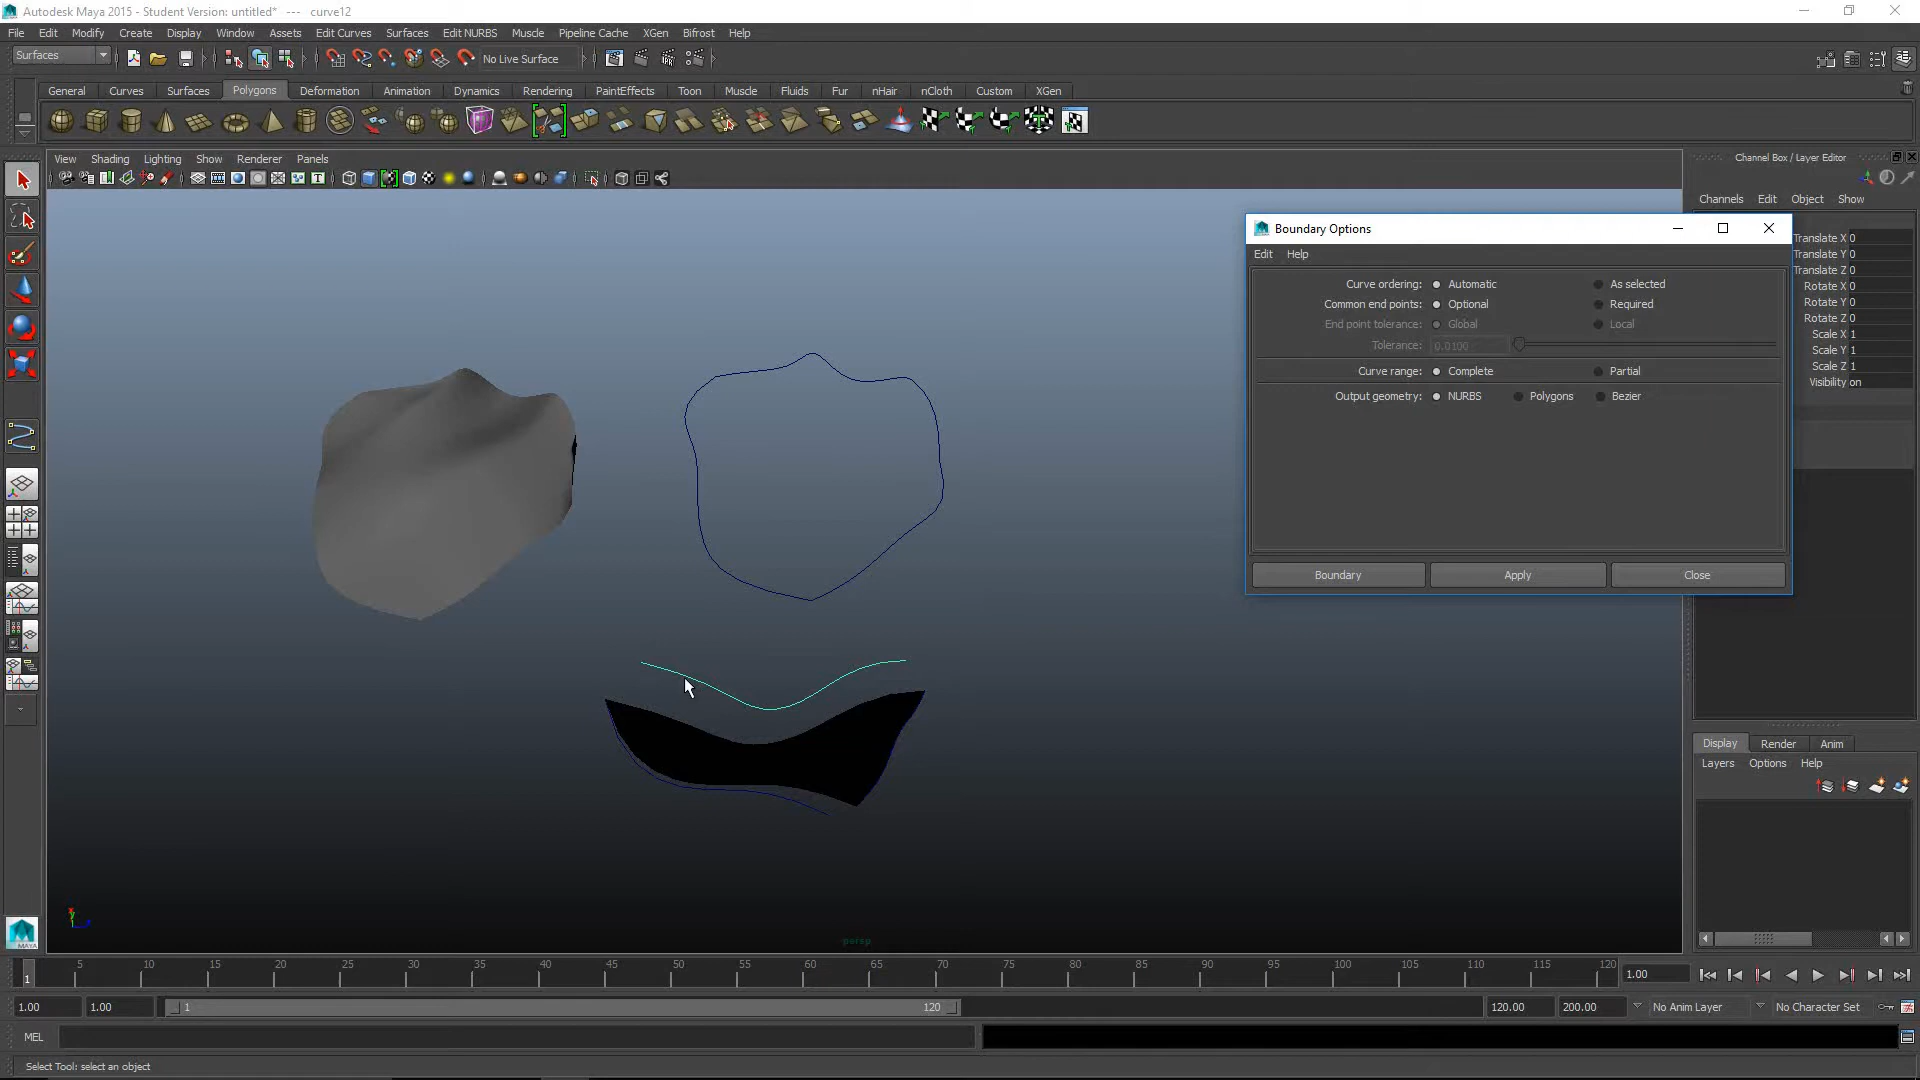 Autodesk Maya 2015 - Student Version: untitled* --- curve12
File Edit Modify Create Display Window Assets Edit Curves Surfaces Edit NURBS Muscle Pipeline Cache XGen Bifrost Help
Surfaces No Live Surface
General Curves Surfaces Polygons Deformation Animation Dynamics Rendering PaintEffects Toon Muscle Fluids Fur nHair nCloth Custom XGen
View Shading Lighting Show Renderer Panels
Channel Box / Layer Editor
Channels Edit Object Show
Translate X 0
Translate Y 0
Translate Z 0
Rotate X 0
Rotate Y 0
Rotate Z 0
Scale X 1
Scale Y 1
Scale Z 1
Visibility on
Boundary Options
Edit Help
Curve ordering: Automatic As selected
Common end points: Optional Required
End point tolerance: Global Local
Tolerance: 0.0100
Curve range: Complete Partial
Output geometry: NURBS Polygons Bezier
Boundary Apply Close
Display Render Anim
Layers Options Help
persp
MAYA
1 5 10 15 20 25 30 35 40 45 50 55 60 65 70 75 80 85 90 95 100 105 110 115 120 1.00
1.00 1.00 1 120 120.00 200.00 No Anim Layer No Character Set
MEL
Select Tool: select an object